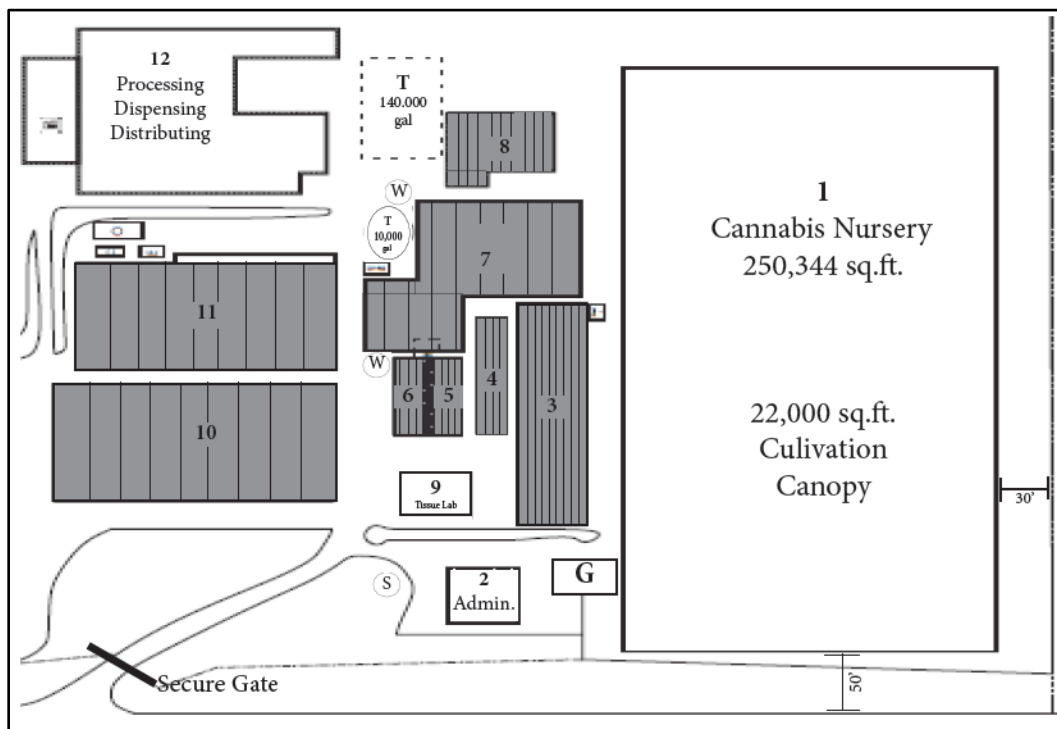 12
Processing
Dispensing
Distributing
T
140.000
gal
8
W
T
10,000
gal
7
1
Cannabis Nursery
250,344 sq.ft.
11
W
6
5
4
3
10
22,000 sq.ft.
Culivation
Canopy
9
Tissue Lab
30'
S
2
Admin.
G
Secure Gate
50'